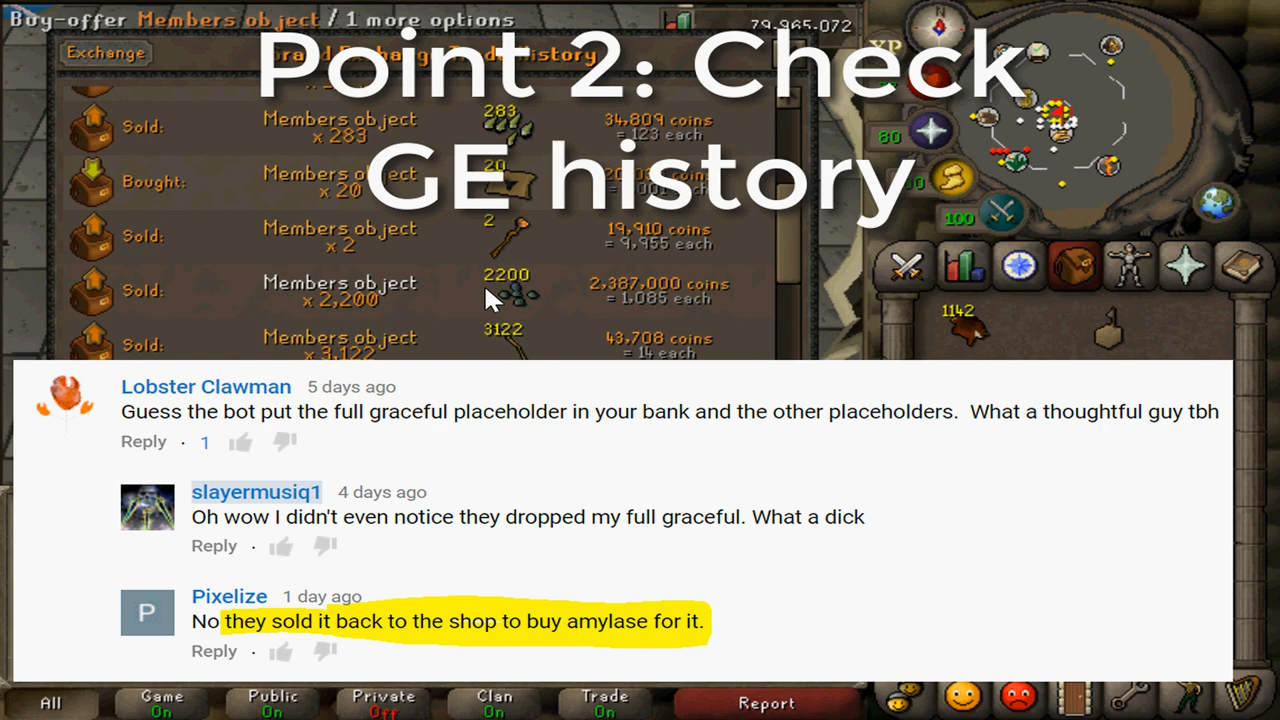 Buy-offer Members object / 1 more options
79,965,072
Point 2: Check
GE history
Exchange
Grand Exchange Trade history
XP
Sold: Members object x 283 283 34,809 coins = 123 each
Bought: Members object x 20 20
Sold: Members object x 2 2 19,910 coins = 9,955 each
Sold: Members object x 2,200 2200 2,387,000 coins = 1,085 each
Sold: Members object x 3,122 3122 43,708 coins = 14 each
N
80
100
1142
Lobster Clawman 5 days ago
Guess the bot put the full graceful placeholder in your bank and the other placeholders. What a thoughtful guy tbh
Reply · 1
slayermusiq1 4 days ago
Oh wow I didn't even notice they dropped my full graceful. What a dick
Reply ·
P
Pixelize 1 day ago
No they sold it back to the shop to buy amylase for it.
Reply ·
All
Game On
Public On
Private Off
Clan On
Trade On
Report